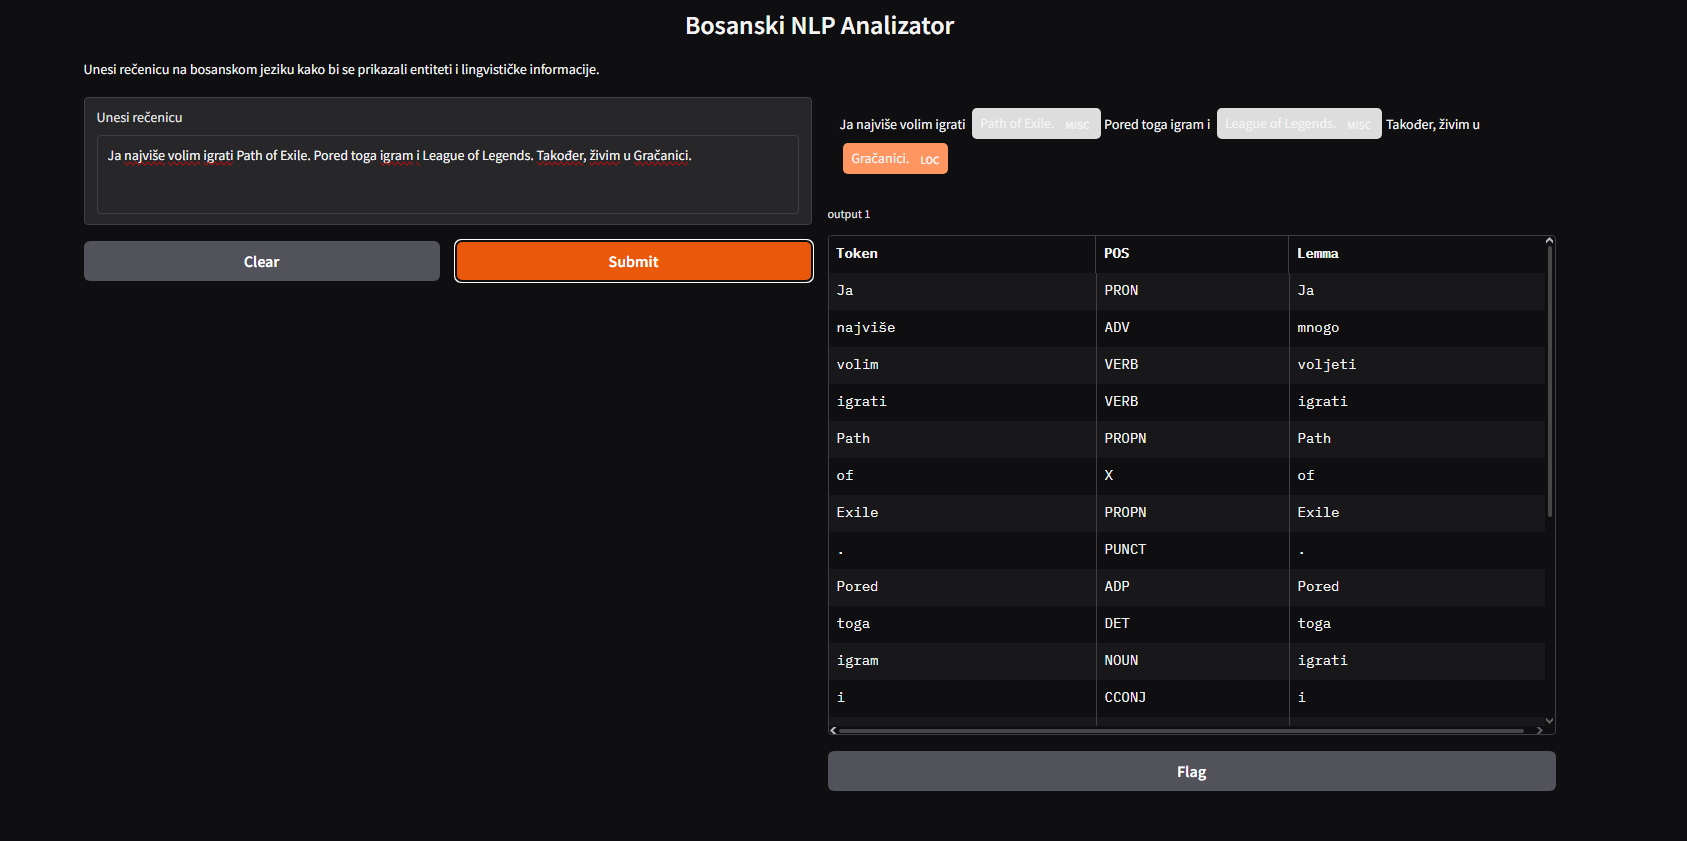 Bosanski NLP Analizator
Unesi rečenicu na bosanskom jeziku kako bi se prikazali entiteti i lingvističke informacije.
Unesi rečenicu
Ja najviše volim igrati Path of Exile. Pored toga igram i League of Legends. Također, živim u Gračanici.
Clear
Submit
Ja najviše volim igrati Path of Exile. MISC Pored toga igram i League of Legends. MISC Također, živim u
Gračanici. LOC
output 1
Token POS Lemma
Ja PRON Ja
najviše ADV mnogo
volim VERB voljeti
igrati VERB igrati
Path PROPN Path
of X of
Exile PROPN Exile
. PUNCT .
Pored ADP Pored
toga DET toga
igram NOUN igrati
i CCONJ i
Flag